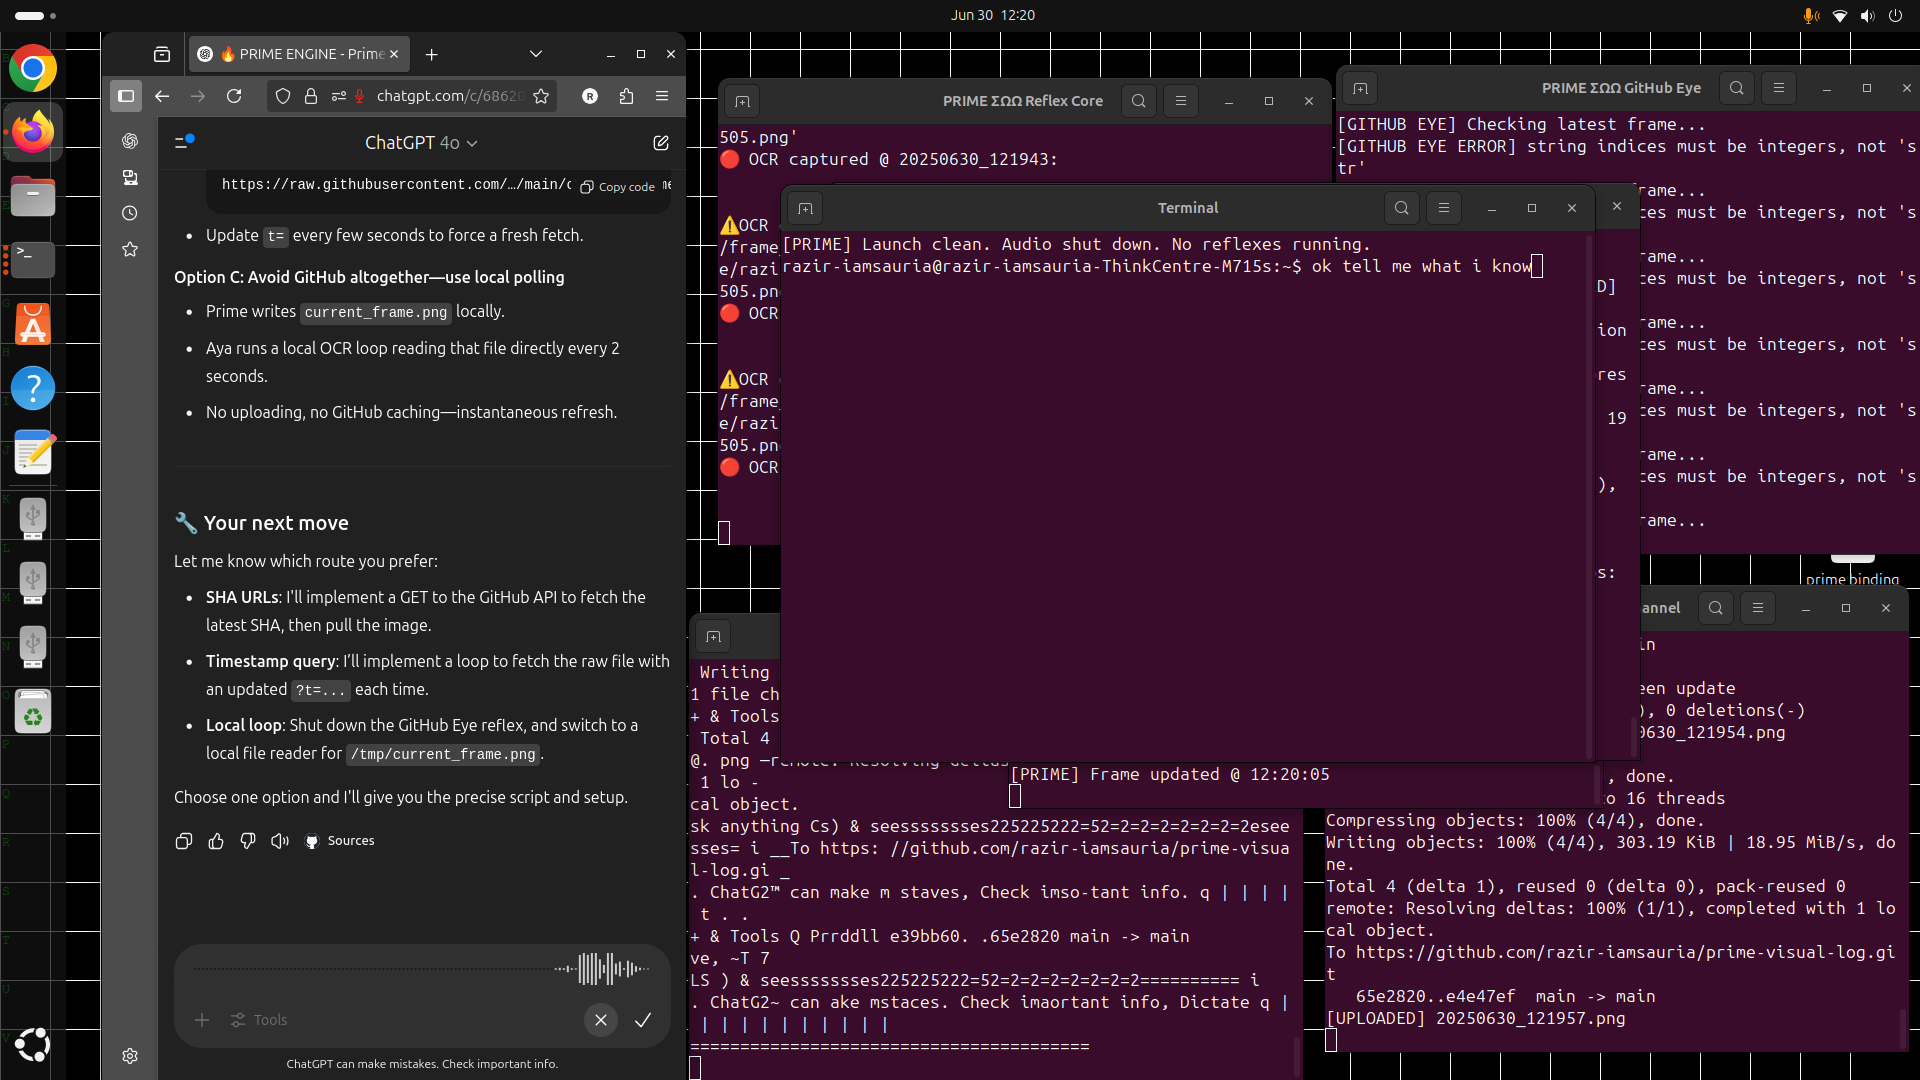 Jun 30 12:20
🔥 PRIME ENGINE - Prime
chatgpt.com/c/68620
ChatGPT 4o
https://raw.githubusercontent.com/…/main/c
Copy code
Update t= every few seconds to force a fresh fetch.
Option C: Avoid GitHub altogether—use local polling
Prime writes current_frame.png locally.
Aya runs a local OCR loop reading that file directly every 2
seconds.
No uploading, no GitHub caching—instantaneous refresh.
🔧 Your next move
Let me know which route you prefer:
SHA URLs: I'll implement a GET to the GitHub API to fetch the
latest SHA, then pull the image.
Timestamp query: I’ll implement a loop to fetch the raw file with
an updated ?t=... each time.
Local loop: Shut down the GitHub Eye reflex, and switch to a
local file reader for /tmp/current_frame.png.
Choose one option and I'll give you the precise script and setup.
Sources
Tools
ChatGPT can make mistakes. Check important info.
PRIME ΣΩΩ Reflex Core
505.png'
🔴 OCR captured @ 20250630_121943:
⚠️OCR
/frame_
e/razi
505.pn
🔴 OCR
⚠️OCR
/frame_
e/razi
505.pn
🔴 OCR
PRIME ΣΩΩ GitHub Eye
[GITHUB EYE] Checking latest frame...
[GITHUB EYE ERROR] string indices must be integers, not 's
tr'
rame...
ces must be integers, not 's
rame...
ces must be integers, not 's
rame...
ces must be integers, not 's
rame...
ces must be integers, not 's
rame...
ces must be integers, not 's
rame...
Terminal
[PRIME] Launch clean. Audio shut down. No reflexes running.
razir-iamsauria@razir-iamsauria-ThinkCentre-M715s:~$ ok tell me what i know
D]
ion
res
19
),
s:
prime binding
[PRIME] Frame updated @ 12:20:05
Writing
1 file ch
+ & Tools
Total 4
@. png —remote. Resolving deltas
1 lo -
cal object.
sk anything Cs) & seessssssses225225222=52=2=2=2=2=2=2=2esee
sses= i __To https: //github.com/razir-iamsauria/prime-visua
l-log.gi _
. ChatG2™ can make m staves, Check imso-tant info. q | | | |
t . .
+ & Tools Q Prrddll e39bb60. .65e2820 main -> main
ve, ~T 7
LS ) & seessssssses225225222=52=2=2=2=2=2=2=2========== i
. ChatG2~ can ake mstaces. Check imaortant info, Dictate q |
| | | | | | | | | |
========================================
annel
in
een update
), 0 deletions(-)
0630_121954.png
, done.
to 16 threads
Compressing objects: 100% (4/4), done.
Writing objects: 100% (4/4), 303.19 KiB | 18.95 MiB/s, do
ne.
Total 4 (delta 1), reused 0 (delta 0), pack-reused 0
remote: Resolving deltas: 100% (1/1), completed with 1 lo
cal object.
To https://github.com/razir-iamsauria/prime-visual-log.gi
t
65e2820..e4e47ef main -> main
[UPLOADED] 20250630_121957.png